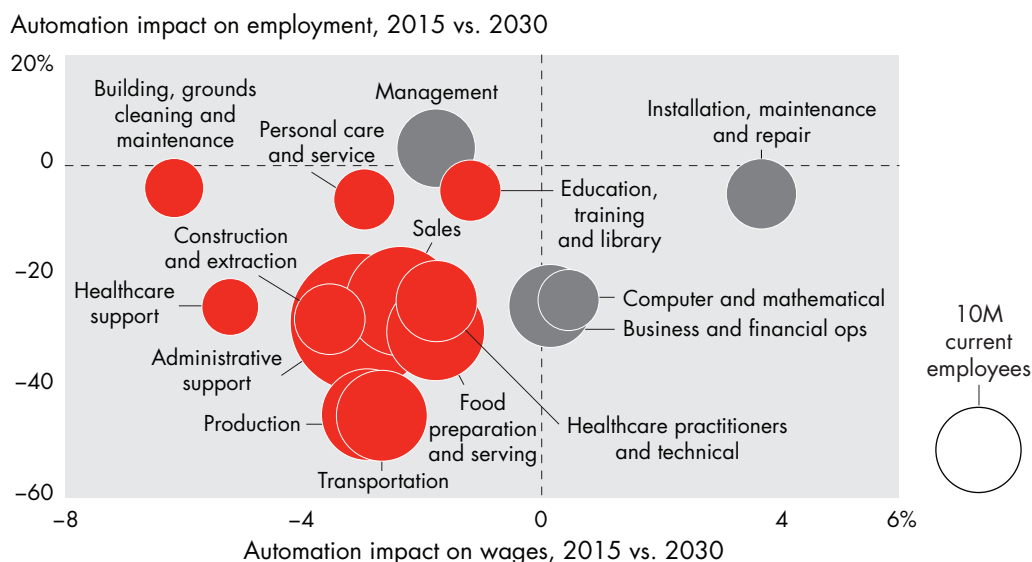 Automation impact on employment, 2015 vs. 2030
20%
0
−20
−40
−60
Building, grounds
cleaning and
maintenance
Personal care
and service
Management
Installation, maintenance
and repair
Education,
training
and library
Sales
Construction
and extraction
Healthcare
support
Administrative
support
Computer and mathematical
Business and financial ops
Production
Transportation
Food
preparation
and serving
Healthcare practitioners
and technical
10M
current
employees
−8
−4
0
4
6%
Automation impact on wages, 2015 vs. 2030